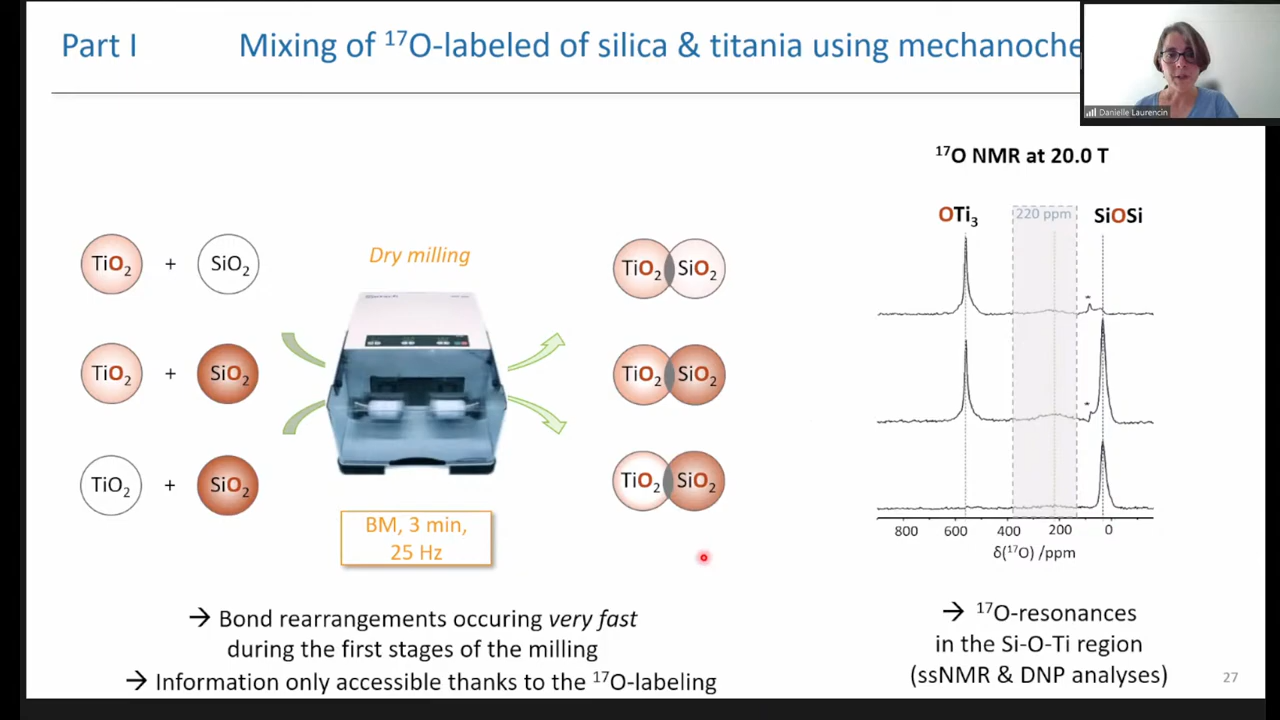 Part I
Mixing of ¹⁷O-labeled of silica & titania using mechanoche
Danielle Laurencin
¹⁷O NMR at 20.0 T
OTi₃
220 ppm
SiOSi
TiO₂ + SiO₂
Dry milling
TiO₂ SiO₂
TiO₂ + SiO₂
TiO₂ SiO₂
TiO₂ + SiO₂
TiO₂ SiO₂
*
*
800 600 400 200 0
δ(¹⁷O) /ppm
BM, 3 min,
25 Hz
→ Bond rearrangements occuring very fast
during the first stages of the milling
→ Information only accessible thanks to the ¹⁷O-labeling
→ ¹⁷O-resonances
in the Si-O-Ti region
(ssNMR & DNP analyses)
27